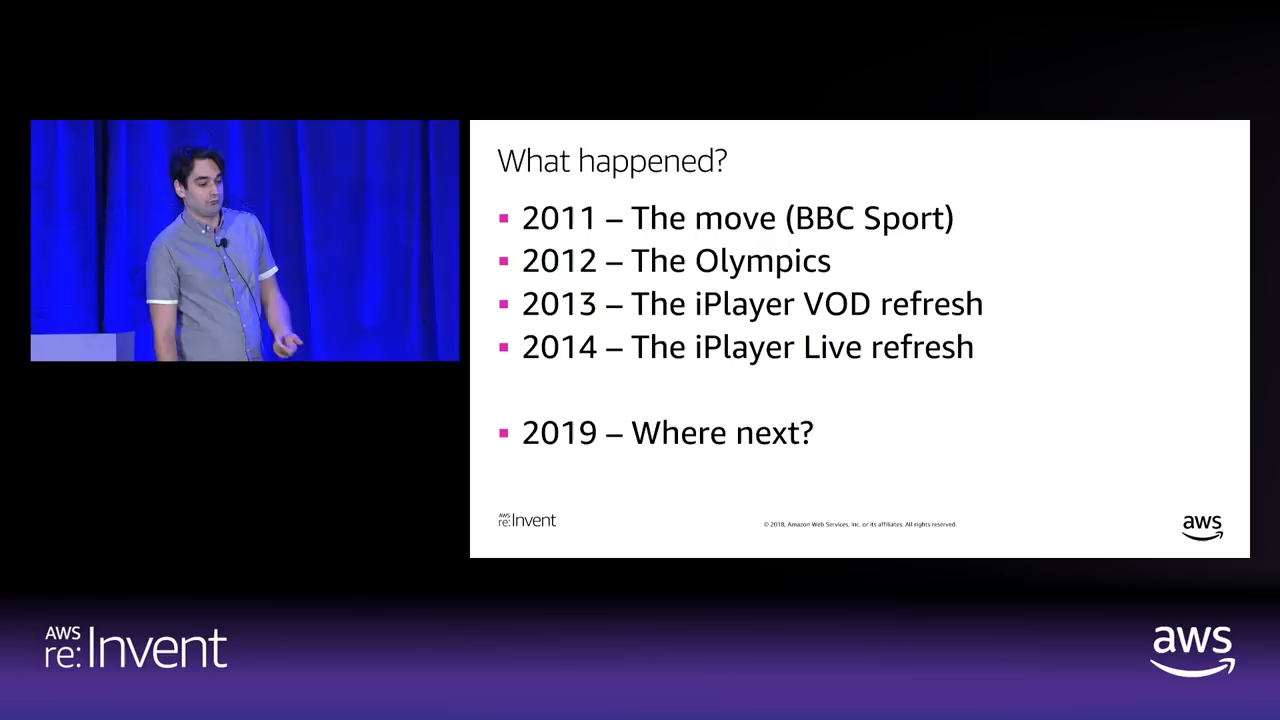 What happened?
2011 – The move (BBC Sport)
2012 – The Olympics
2013 – The iPlayer VOD refresh
2014 – The iPlayer Live refresh
2019 – Where next?
AWS
re:Invent
© 2018, Amazon Web Services, Inc. or its affiliates. All rights reserved.
aws
AWS
re:Invent
aws